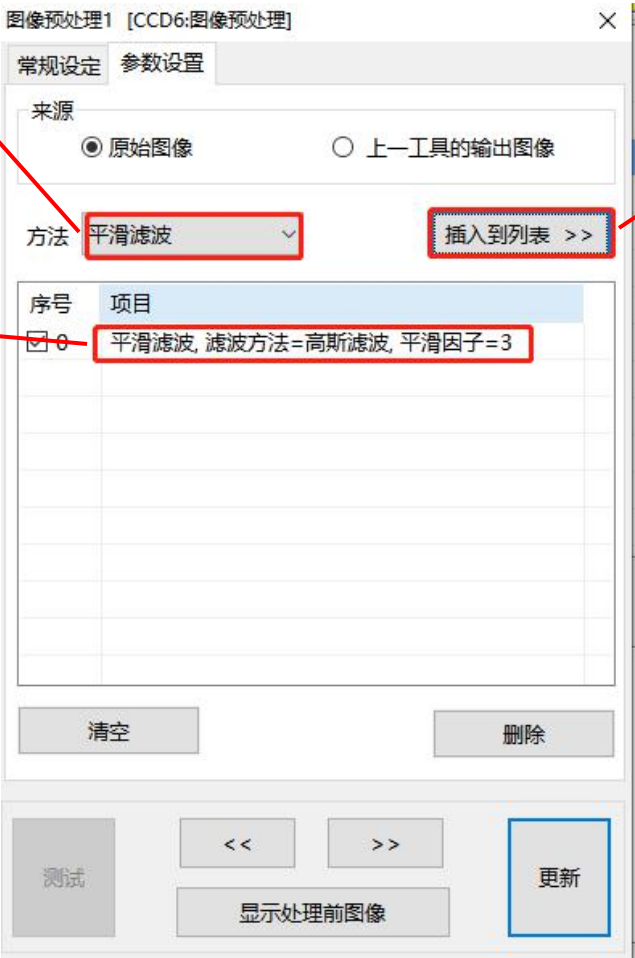 图像预处理1 [CCD6:图像预处理]
常规设定 参数设置
来源
原始图像 上一工具的输出图像
方法 平滑滤波 插入到列表 >>
序号 项目
0 平滑滤波, 滤波方法=高斯滤波, 平滑因子=3
清空 删除
<< >>
测试 更新
显示处理前图像